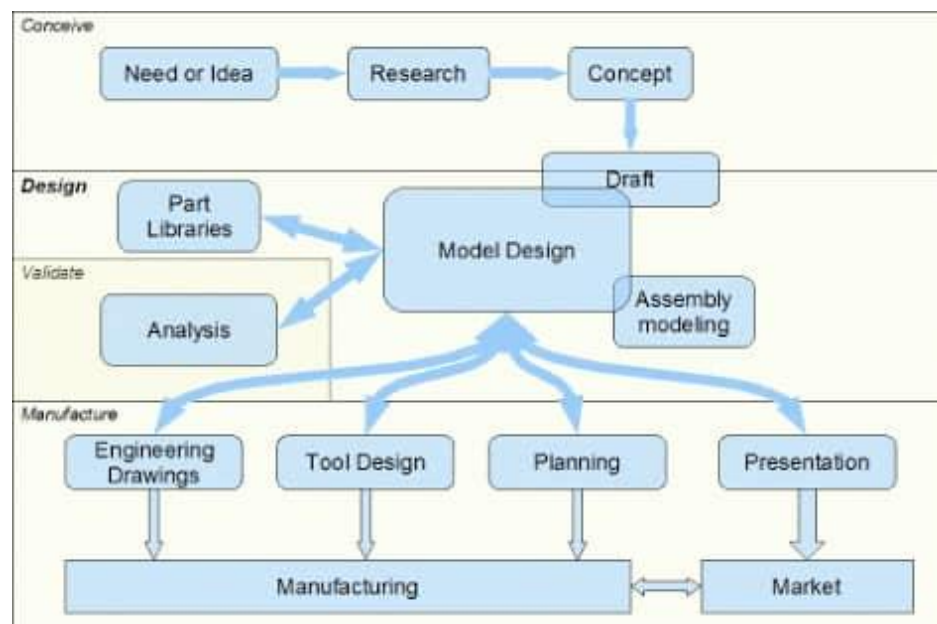 Conceive
Need or Idea
Research
Concept
Draft
Design
Part
Libraries
Model Design
Validate
Analysis
Assembly
modeling
Manufacture
Engineering
Drawings
Tool Design
Planning
Presentation
Manufacturing
Market